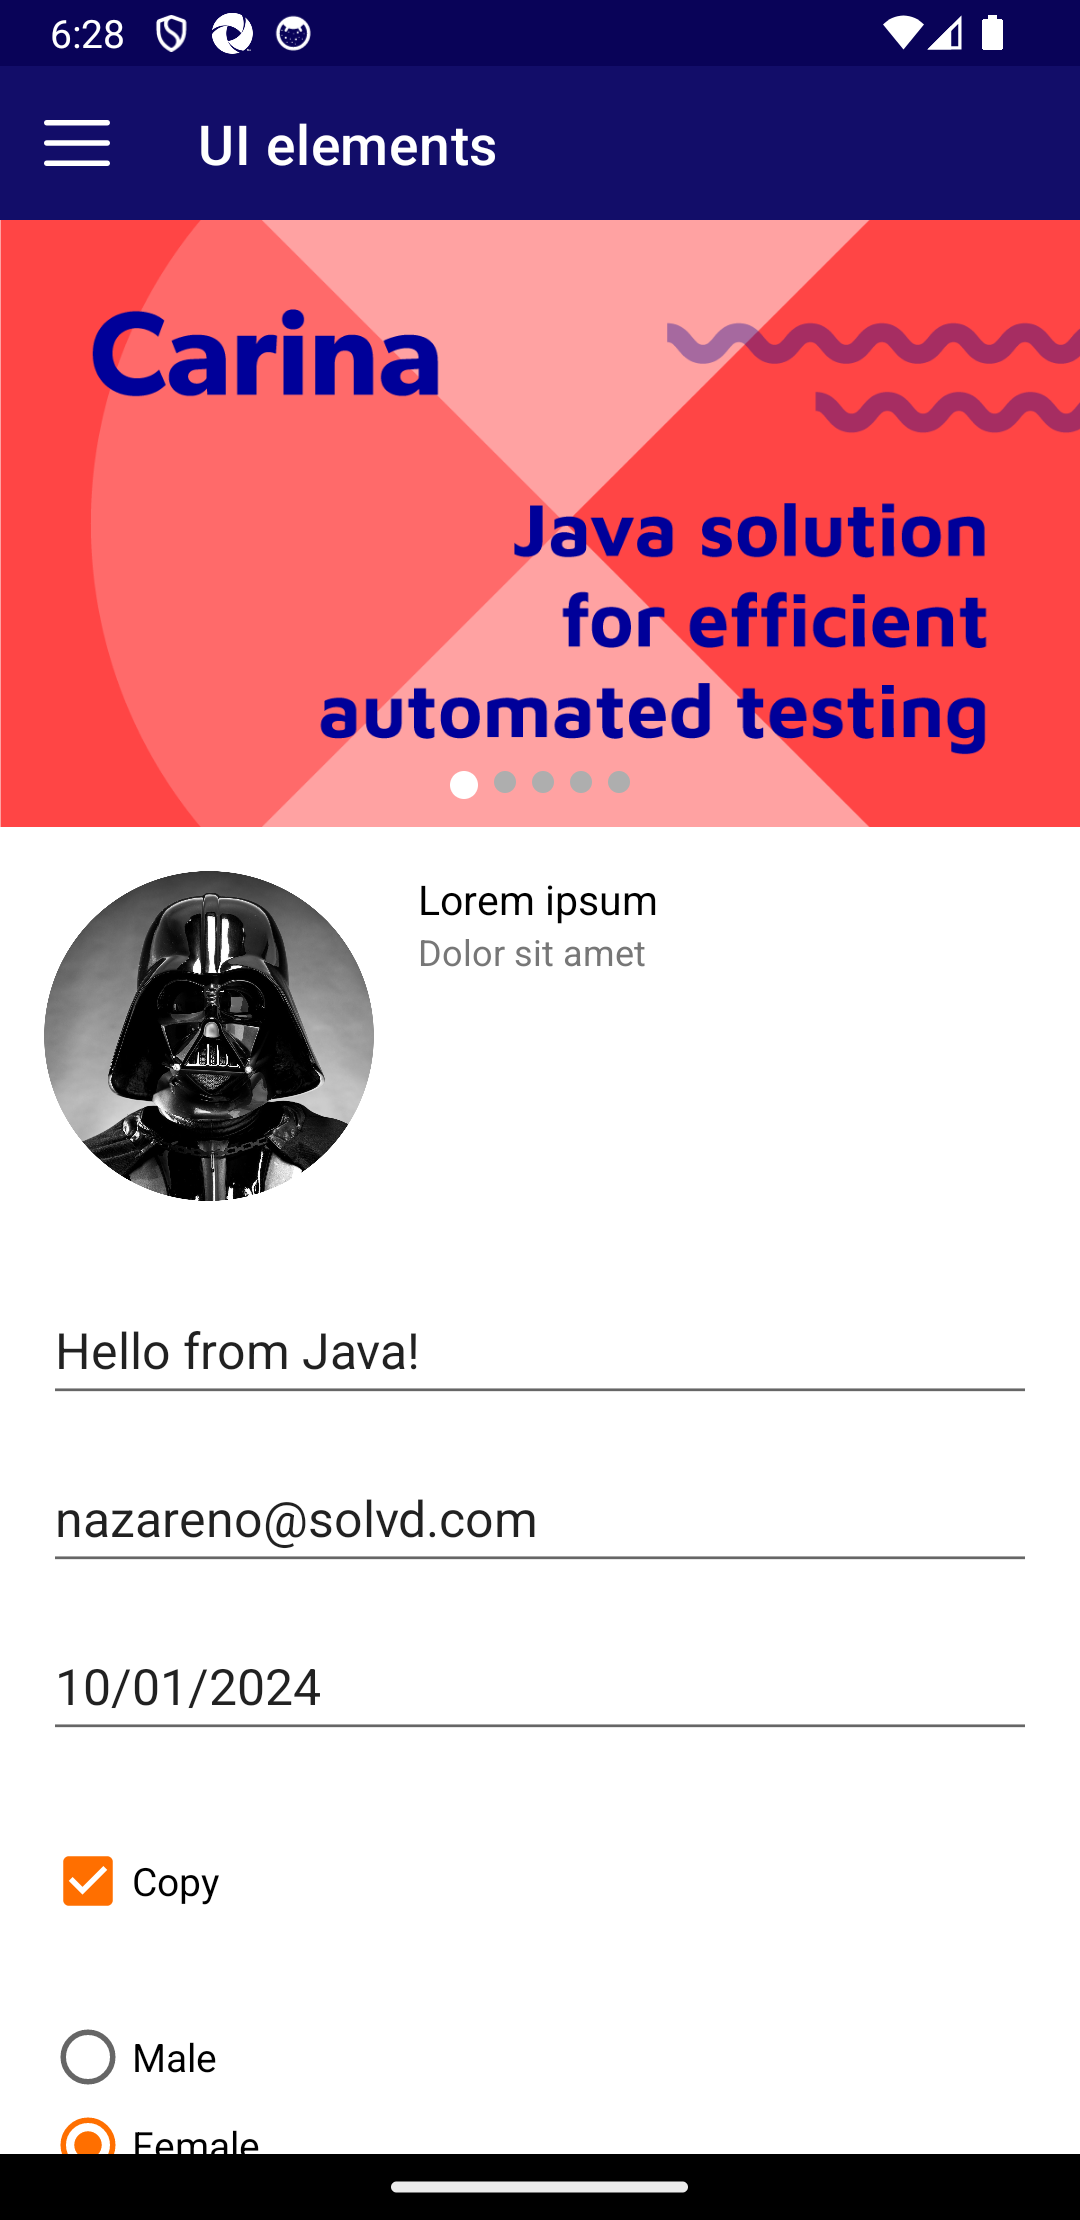 6:28
UI elements
Carina
Java solution
for efficient
automated testing
Lorem ipsum
Dolor sit amet
Hello from Java!
nazareno@solvd.com
10/01/2024
Copy
Male
Female